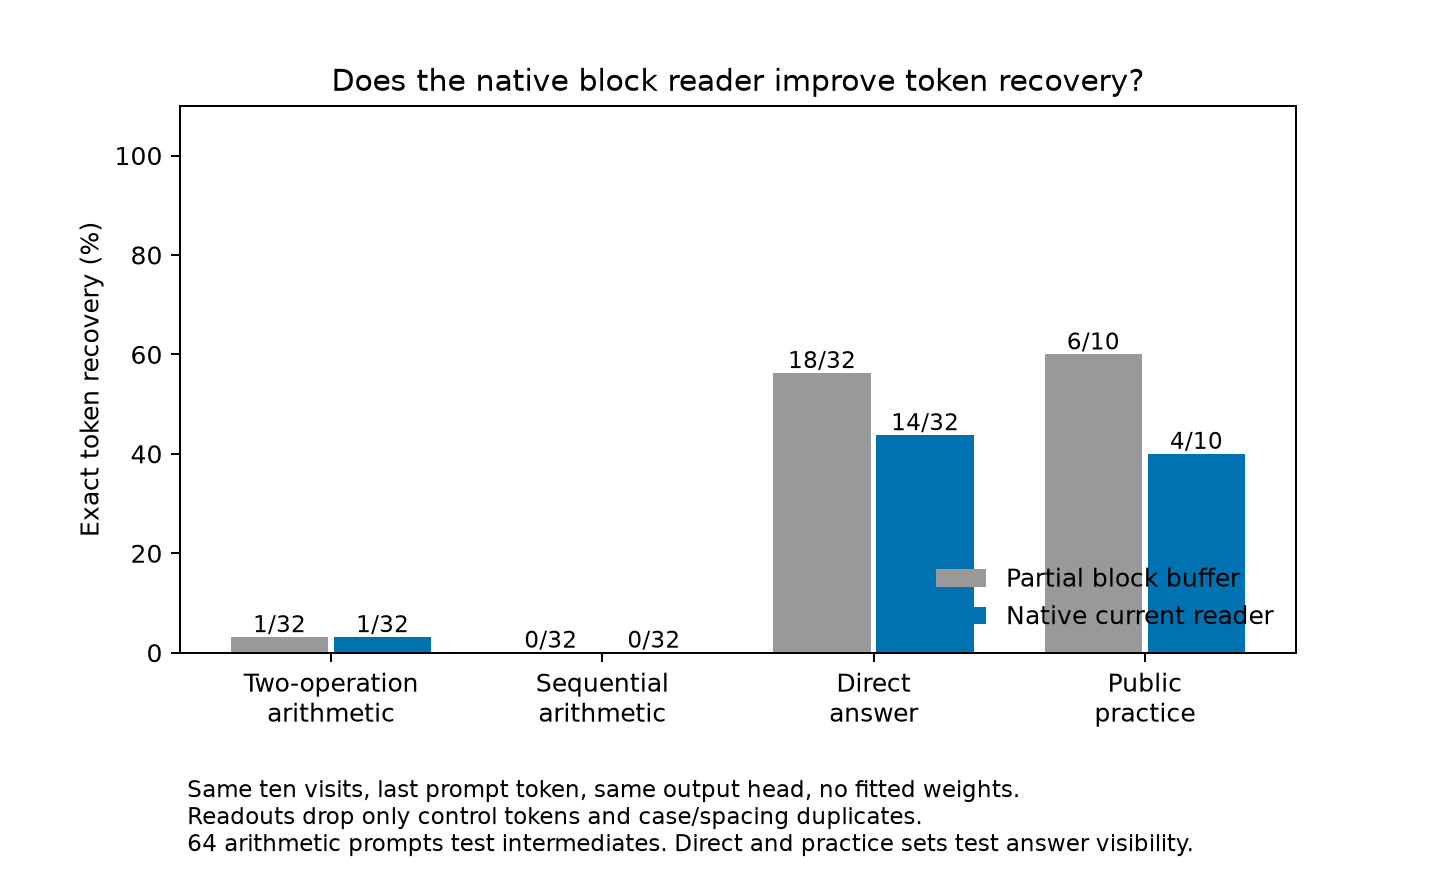 Does the native block reader improve token recovery?
Exact token recovery (%)
100
80
60
40
20
0
1/32
1/32
0/32
0/32
18/32
14/32
6/10
4/10
Partial block buffer
Native current reader
Two-operation
arithmetic
Sequential
arithmetic
Direct
answer
Public
practice
Same ten visits, last prompt token, same output head, no fitted weights.
Readouts drop only control tokens and case/spacing duplicates.
64 arithmetic prompts test intermediates. Direct and practice sets test answer visibility.